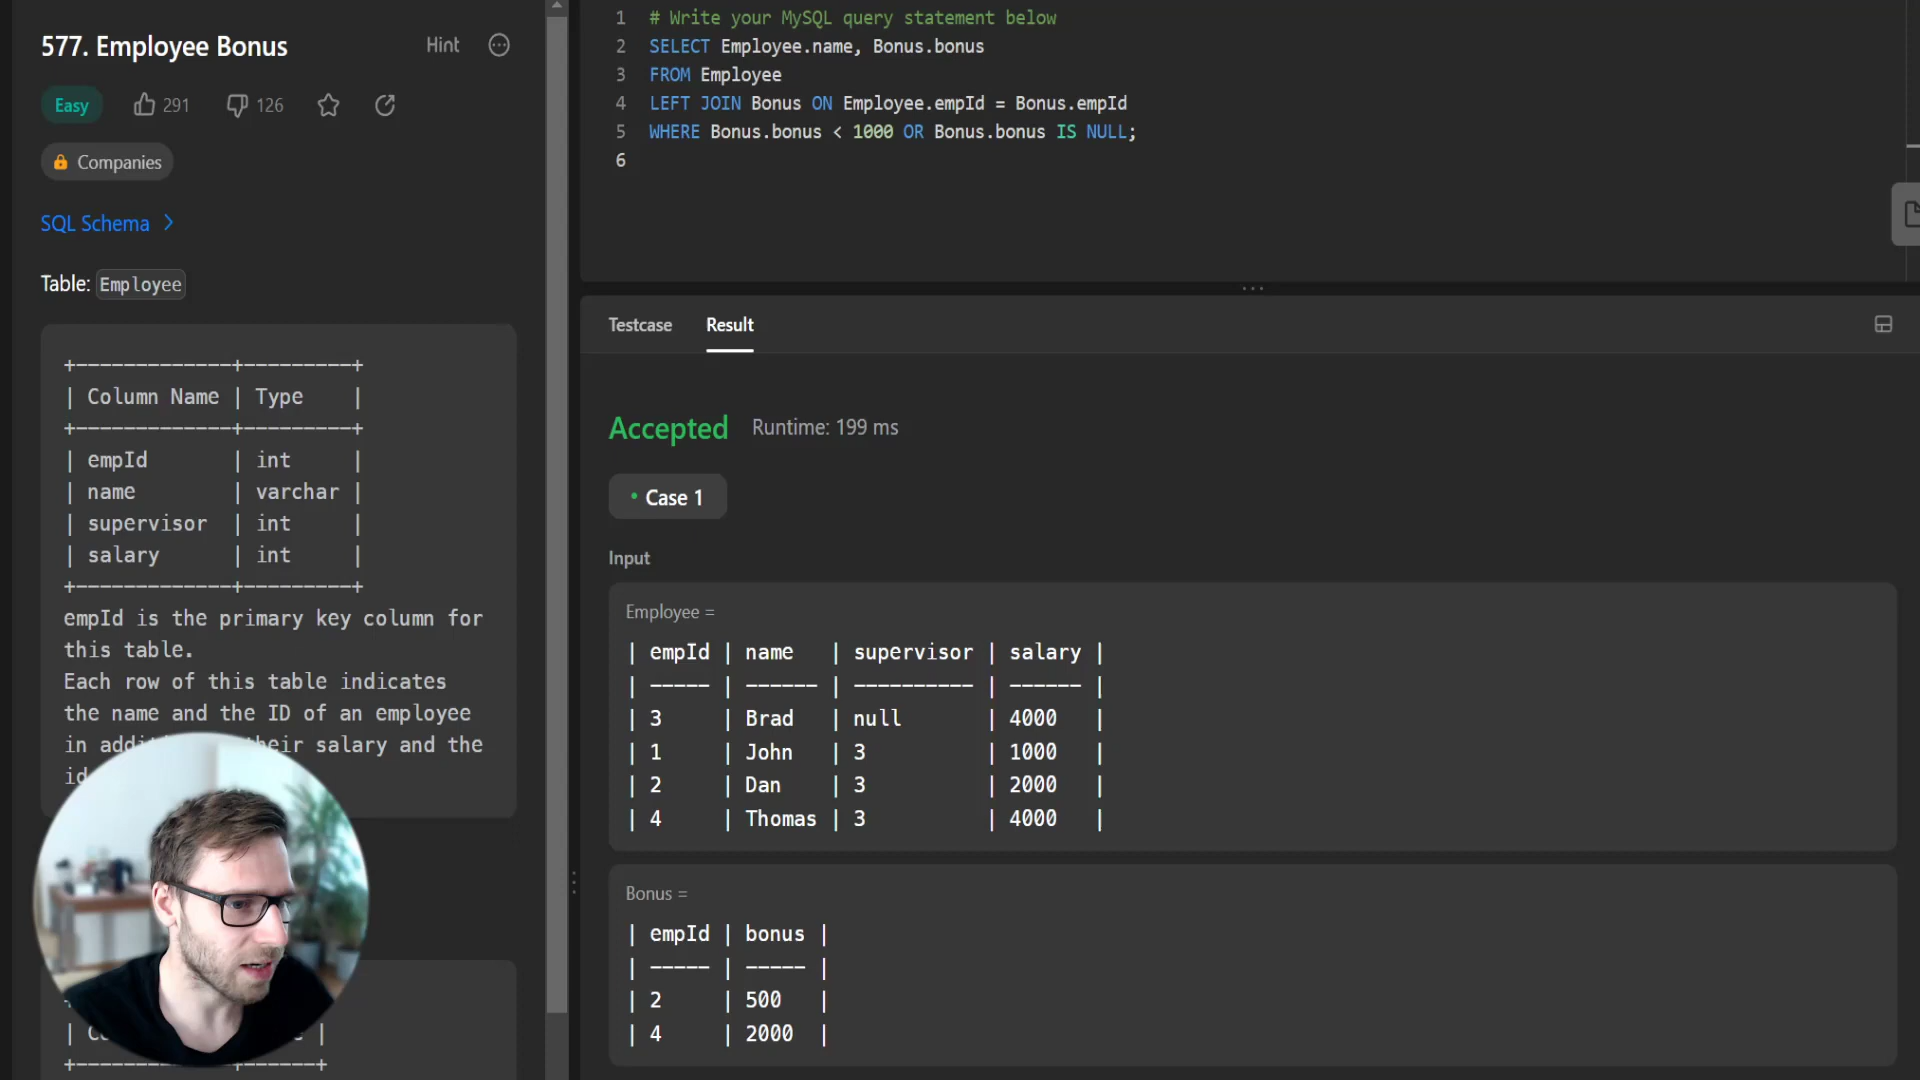 577. Employee Bonus
Hint
Easy
291
126
Companies
SQL Schema
Table: Employee
+-------------+---------+
| Column Name | Type    |
+-------------+---------+
| empId       | int     |
| name        | varchar |
| supervisor  | int     |
| salary      | int     |
+-------------+---------+
empId is the primary key column for
this table.
Each row of this table indicates
the name and the ID of an employee
in their salary and the
+ +------+
1 # Write your MySQL query statement below
2 SELECT Employee.name, Bonus.bonus
3 FROM Employee
4 LEFT JOIN Bonus ON Employee.empId = Bonus.empId
5 WHERE Bonus.bonus < 1000 OR Bonus.bonus IS NULL;
6
Testcase
Result
Accepted
Runtime: 199 ms
• Case 1
Input
Employee =
| empId | name   | supervisor | salary |
| ----- | ------ | ---------- | ------ |
| 3     | Brad   | null       | 4000   |
| 1     | John   | 3          | 1000   |
| 2     | Dan    | 3          | 2000   |
| 4     | Thomas | 3          | 4000   |
Bonus =
| empId | bonus |
| ----- | ----- |
| 2     | 500   |
| 4     | 2000  |